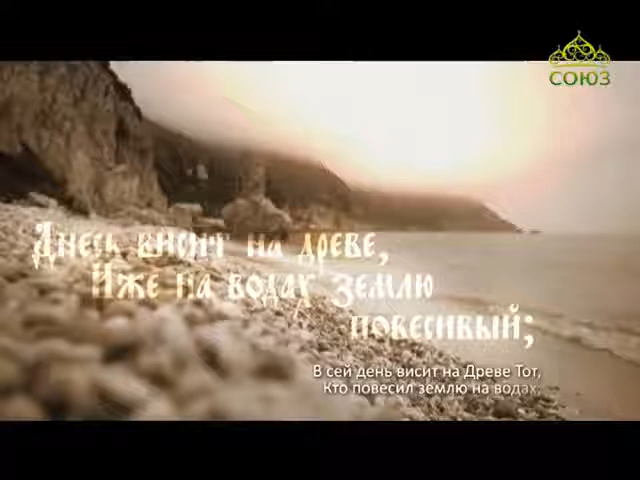 СОЮЗ
Днесь висит на древе,
Иже на водах землю
повесивый;
В сей день висит на Древе Тот,
Кто повесил землю на водах;